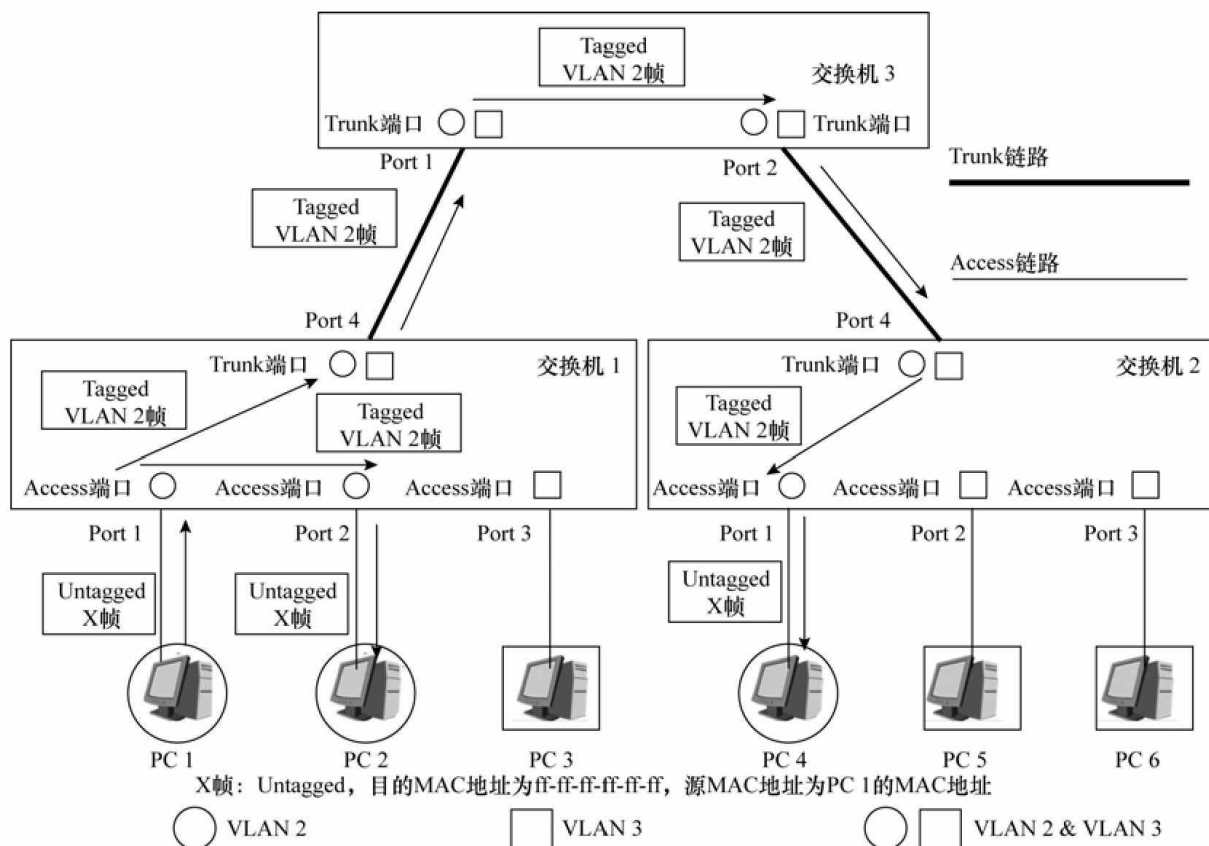 Tagged
VLAN 2帧
交换机 3
Trunk端口
Trunk端口
Port 1
Port 2
Trunk链路
Tagged
VLAN 2帧
Tagged
VLAN 2帧
Access链路
Port 4
Port 4
Trunk端口
交换机 1
Trunk端口
交换机 2
Tagged
VLAN 2帧
Tagged
VLAN 2帧
Tagged
VLAN 2帧
Access端口
Access端口
Access端口
Access端口
Access端口
Access端口
Port 1
Port 2
Port 3
Port 1
Port 2
Port 3
Untagged
X帧
Untagged
X帧
Untagged
X帧
PC 1
PC 2
PC 3
PC 4
PC 5
PC 6
X帧：Untagged，目的MAC地址为ff-ff-ff-ff-ff-ff，源MAC地址为PC 1的MAC地址
VLAN 2
VLAN 3
VLAN 2 & VLAN 3